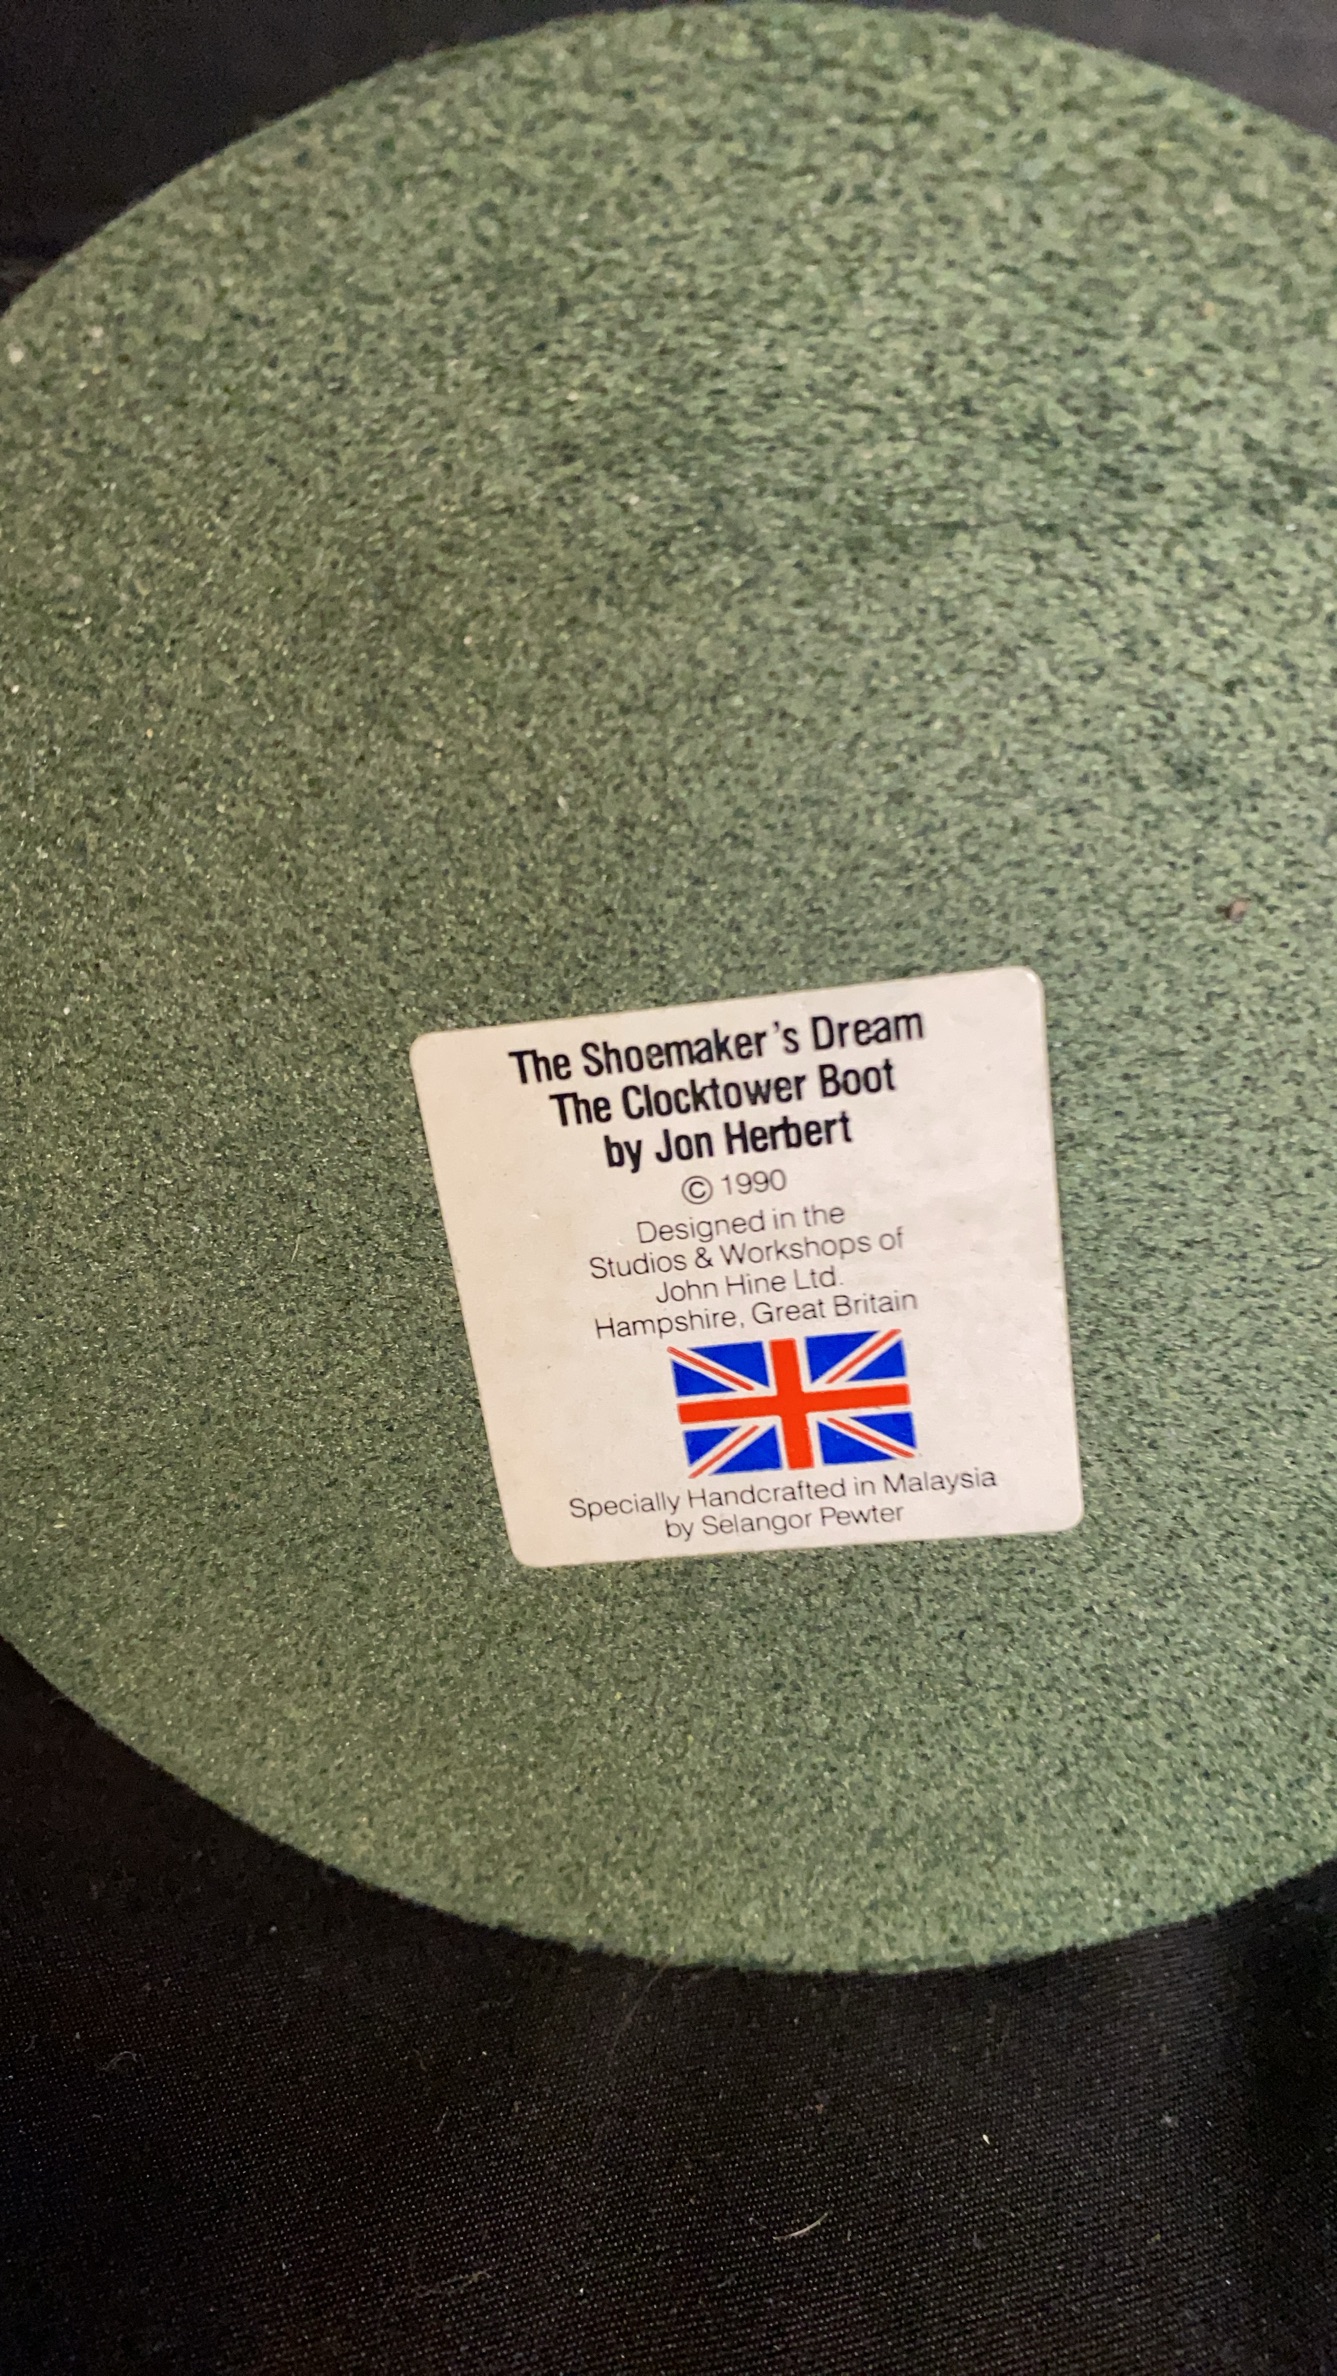 The Shoemaker's Dream
The Clocktower Boot
by Jon Herbert
© 1990
Designed in the
Studios & Workshops of
John Hine Ltd.
Hampshire, Great Britain
Specially Handcrafted in Malaysia
by Selangor Pewter